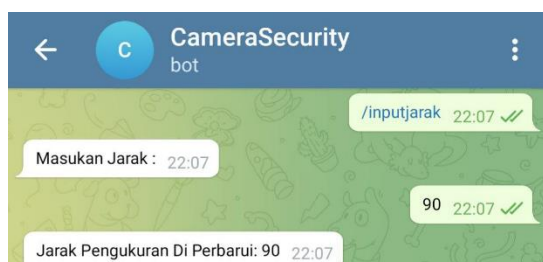 C
CameraSecurity
bot
/inputjarak 22:07
Masukan Jarak : 22:07
90 22:07
Jarak Pengukuran Di Perbarui: 90 22:07